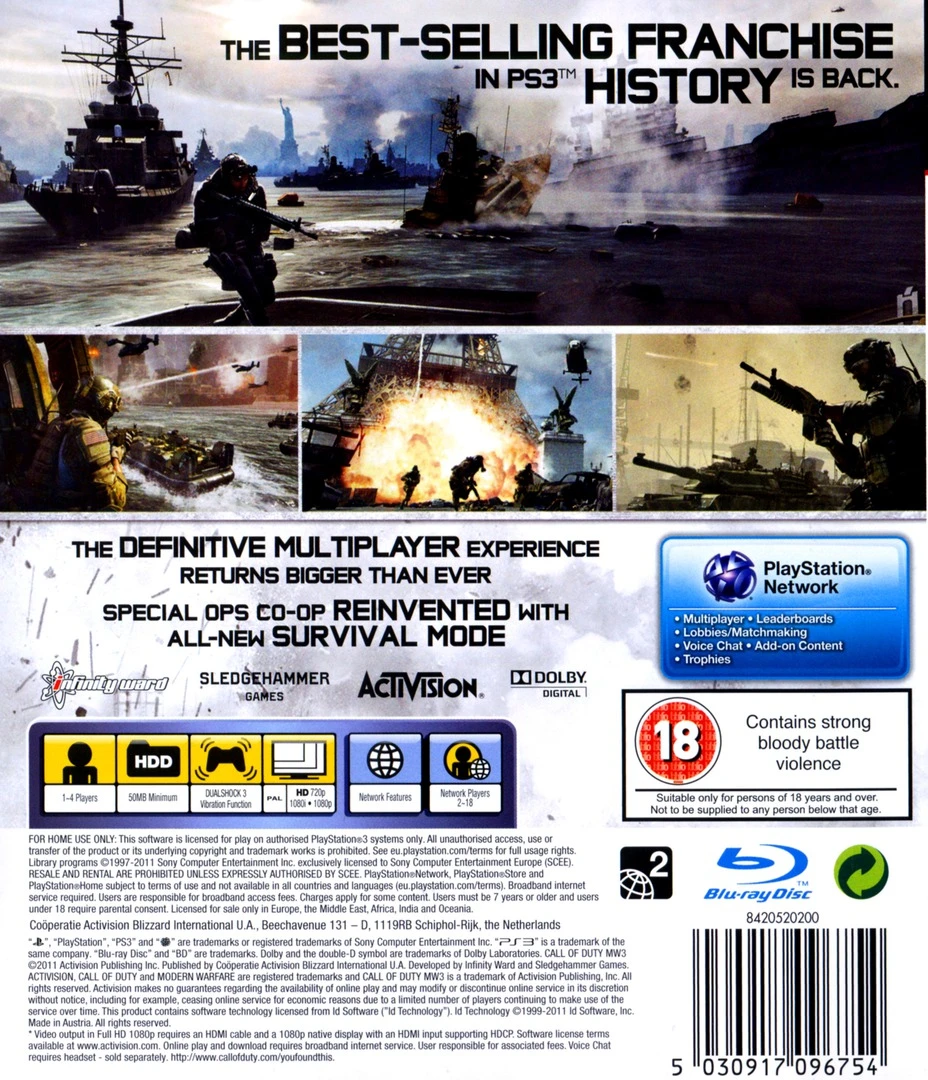 THE BEST-SELLING FRANCHISE
IN PS3™ HISTORY IS BACK.
THE DEFINITIVE MULTIPLAYER EXPERIENCE
RETURNS BIGGER THAN EVER
SPECIAL OPS CO-OP REINVENTED WITH
ALL-NEW SURVIVAL MODE
PlayStation®
Network
• Multiplayer • Leaderboards
• Lobbies/Matchmaking
• Voice Chat • Add-on Content
• Trophies
infinity ward
SLEDGEHAMMER
GAMES
ACTIVISION®
DOLBY
DIGITAL
18
Contains strong
bloody battle
violence
Suitable only for persons of 18 years and over.
Not to be supplied to any person below that age.
HDD
1-4 Players
50MB Minimum
DUALSHOCK 3
Vibration Function
PAL
HD 720p
1080i • 1080p
Network Features
Network Players
2-18
FOR HOME USE ONLY: This software is licensed for play on authorised PlayStation®3 systems only. All unauthorised access, use or
transfer of the product or its underlying copyright and trademark works is prohibited. See eu.playstation.com/terms for full usage rights.
Library programs ©1997-2011 Sony Computer Entertainment Inc. exclusively licensed to Sony Computer Entertainment Europe (SCEE).
RESALE AND RENTAL ARE PROHIBITED UNLESS EXPRESSLY AUTHORISED BY SCEE. PlayStation®Network, PlayStation®Store and
PlayStation®Home subject to terms of use and not available in all countries and languages (eu.playstation.com/terms). Broadband internet
service required. Users are responsible for broadband access fees. Charges apply for some content. Users must be 7 years or older and users
under 18 require parental consent. Licensed for sale only in Europe, the Middle East, Africa, India and Oceania.
Coöperatie Activision Blizzard International U.A., Beechavenue 131 – D, 1119RB Schiphol-Rijk, the Netherlands
“ ”, “PlayStation”, “PS3” and “ ” are trademarks or registered trademarks of Sony Computer Entertainment Inc. “PS3” is a trademark of the
same company. “Blu-ray Disc” and “BD” are trademarks. Dolby and the double-D symbol are trademarks of Dolby Laboratories. CALL OF DUTY MW3
©2011 Activision Publishing Inc. Published by Coöperatie Activision Blizzard International U.A. Developed by Infinity Ward and Sledgehammer Games.
ACTIVISION, CALL OF DUTY and MODERN WARFARE are registered trademarks and CALL OF DUTY MW3 is a trademark of Activision Publishing, Inc. All
rights reserved. Activision makes no guarantees regarding the availability of online play and may modify or discontinue online service in its discretion
without notice, including for example, ceasing online service for economic reasons due to a limited number of players continuing to make use of the
service over time. This product contains software technology licensed from Id Software ("Id Technology"). Id Technology ©1999-2011 Id Software, Inc.
Made in Austria. All rights reserved.
* Video output in Full HD 1080p requires an HDMI cable and a 1080p native display with an HDMI input supporting HDCP. Software license terms
available at www.activision.com. Online play and download requires broadband internet service. User responsible for associated fees. Voice Chat
requires headset - sold separately. http://www.callofduty.com/youfoundthis.
2
Blu-ray Disc™
8420520200
5 030917 096754